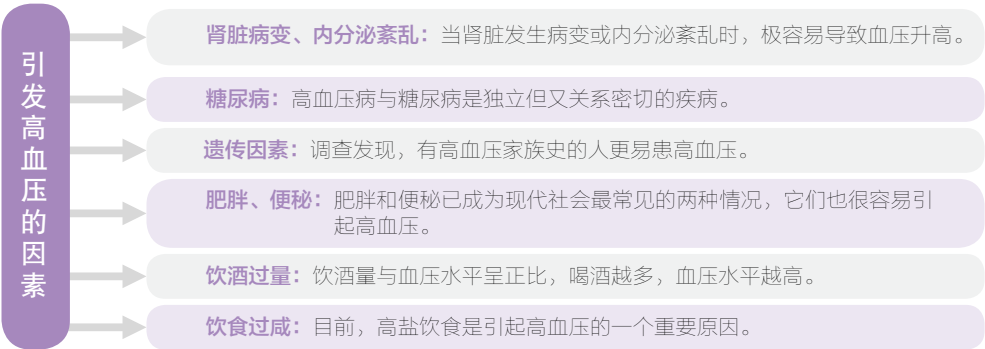 引发高血压的因素
肾脏病变、内分泌紊乱：当肾脏发生病变或内分泌紊乱时，极容易导致血压升高。
糖尿病：高血压病与糖尿病是独立但又关系密切的疾病。
遗传因素：调查发现，有高血压家族史的人更易患高血压。
肥胖、便秘：肥胖和便秘已成为现代社会最常见的两种情况，它们也很容易引
起高血压。
饮酒过量：饮酒量与血压水平呈正比，喝酒越多，血压水平越高。
饮食过咸：目前，高盐饮食是引起高血压的一个重要原因。